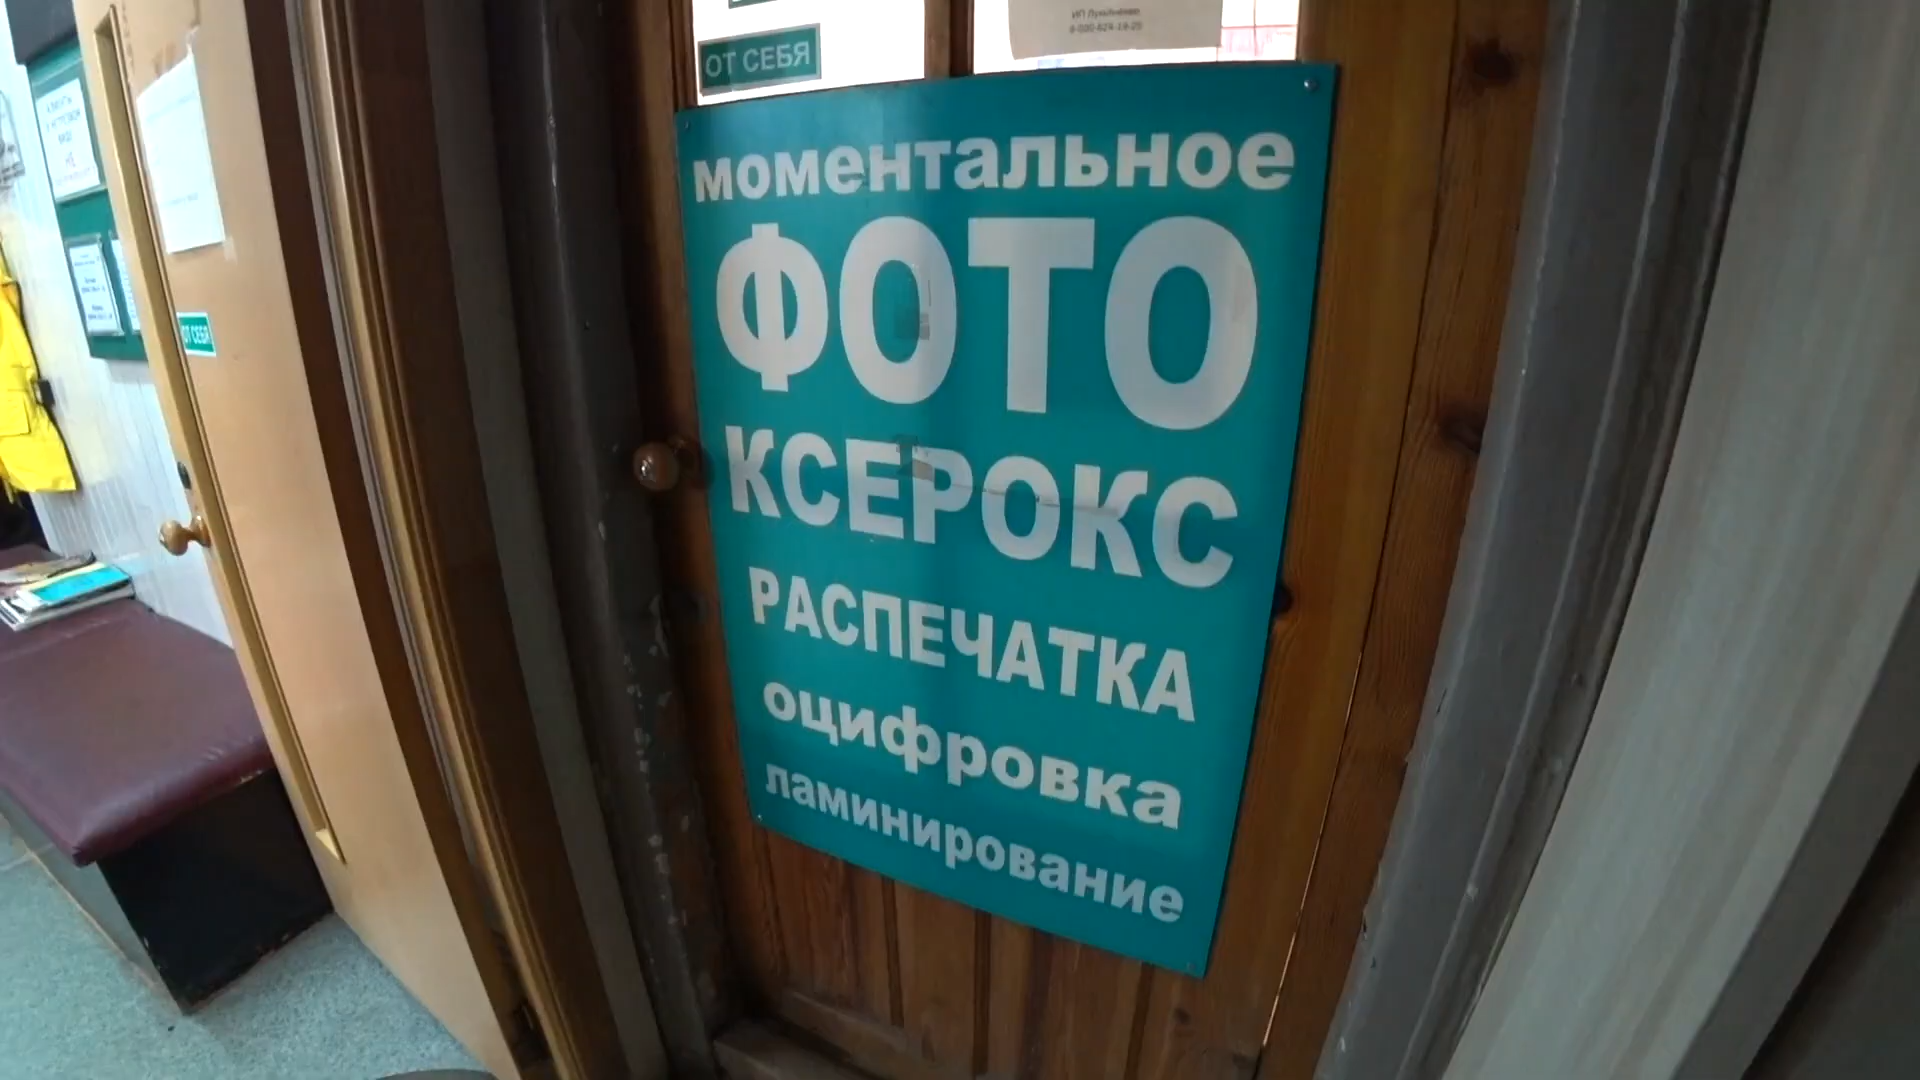 ОТ СЕБЯ
моментальное
ФОТО
КСЕРОКС
РАСПЕЧАТКА
оцифровка
ламинирование
ОТ СЕБЯ